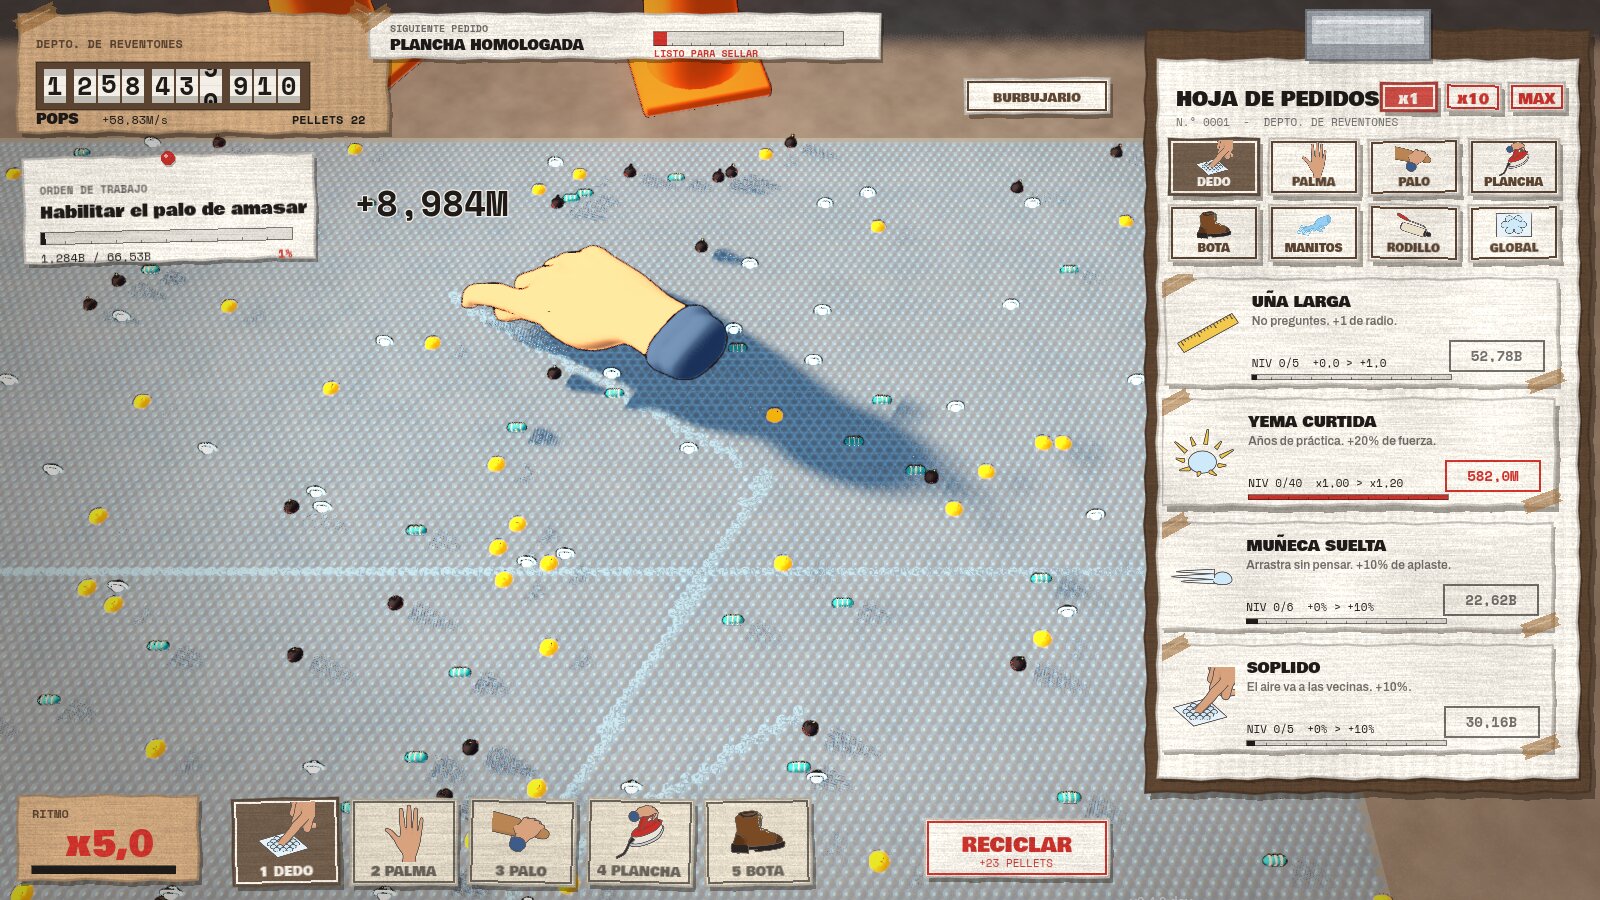 DEPTO. DE REVENTONES
1 258 43 910
POPS +58,83M/s PELLETS 22
SIGUIENTE PEDIDO
PLANCHA HOMOLOGADA
LISTO PARA SELLAR
BURBUJARIO
ORDEN DE TRABAJO
Habilitar el palo de amasar
1,284B / 66,53B 1%
+8,984M
HOJA DE PEDIDOS x1 x10 MAX
N.° 0001 - DEPTO. DE REVENTONES
DEDO PALMA PALO PLANCHA
BOTA MANITOS RODILLO GLOBAL
UÑA LARGA
No preguntes. +1 de radio.
NIV 0/5 +0,0 > +1,0 52,78B
YEMA CURTIDA
Años de práctica. +20% de fuerza.
NIV 0/40 x1,00 > x1,20 582,0M
MUÑECA SUELTA
Arrastra sin pensar. +10% de aplaste.
NIV 0/6 +0% > +10% 22,62B
SOPLIDO
El aire va a las vecinas. +10%.
NIV 0/5 +0% > +10% 30,16B
RITMO
x5,0
1 DEDO 2 PALMA 3 PALO 4 PLANCHA 5 BOTA
RECICLAR
+23 PELLETS